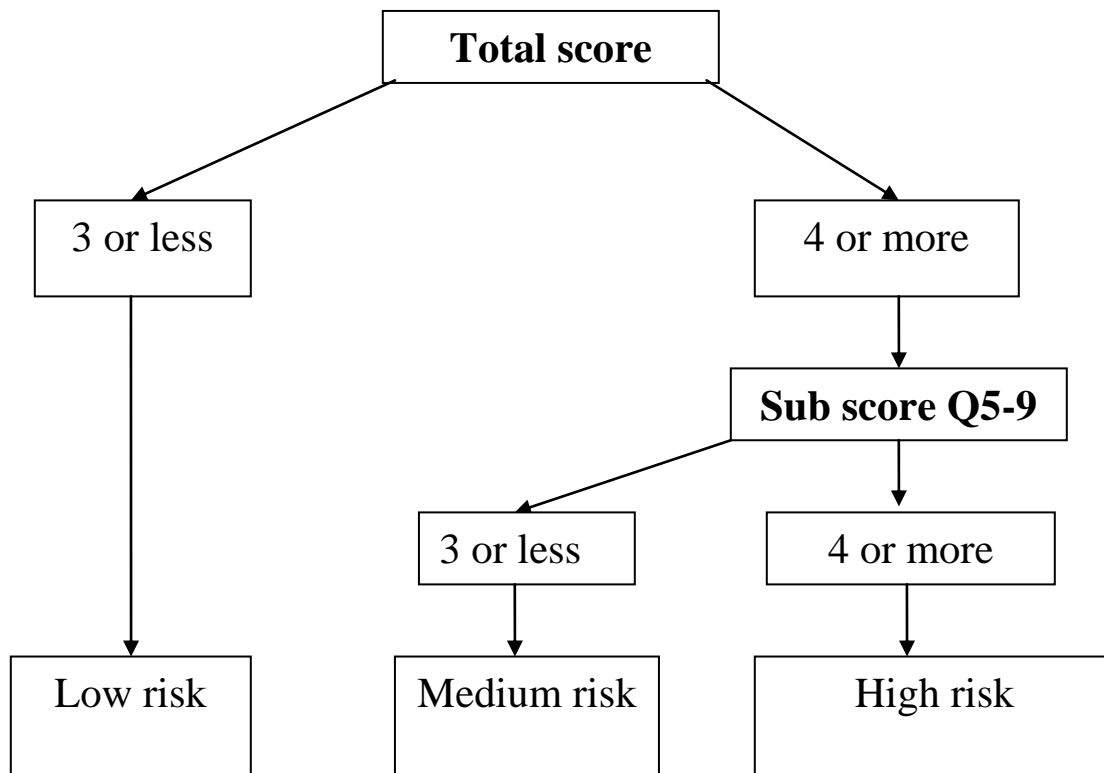 Total score
3 or less
4 or more
Sub score Q5-9
3 or less
4 or more
Low risk
Medium risk
High risk